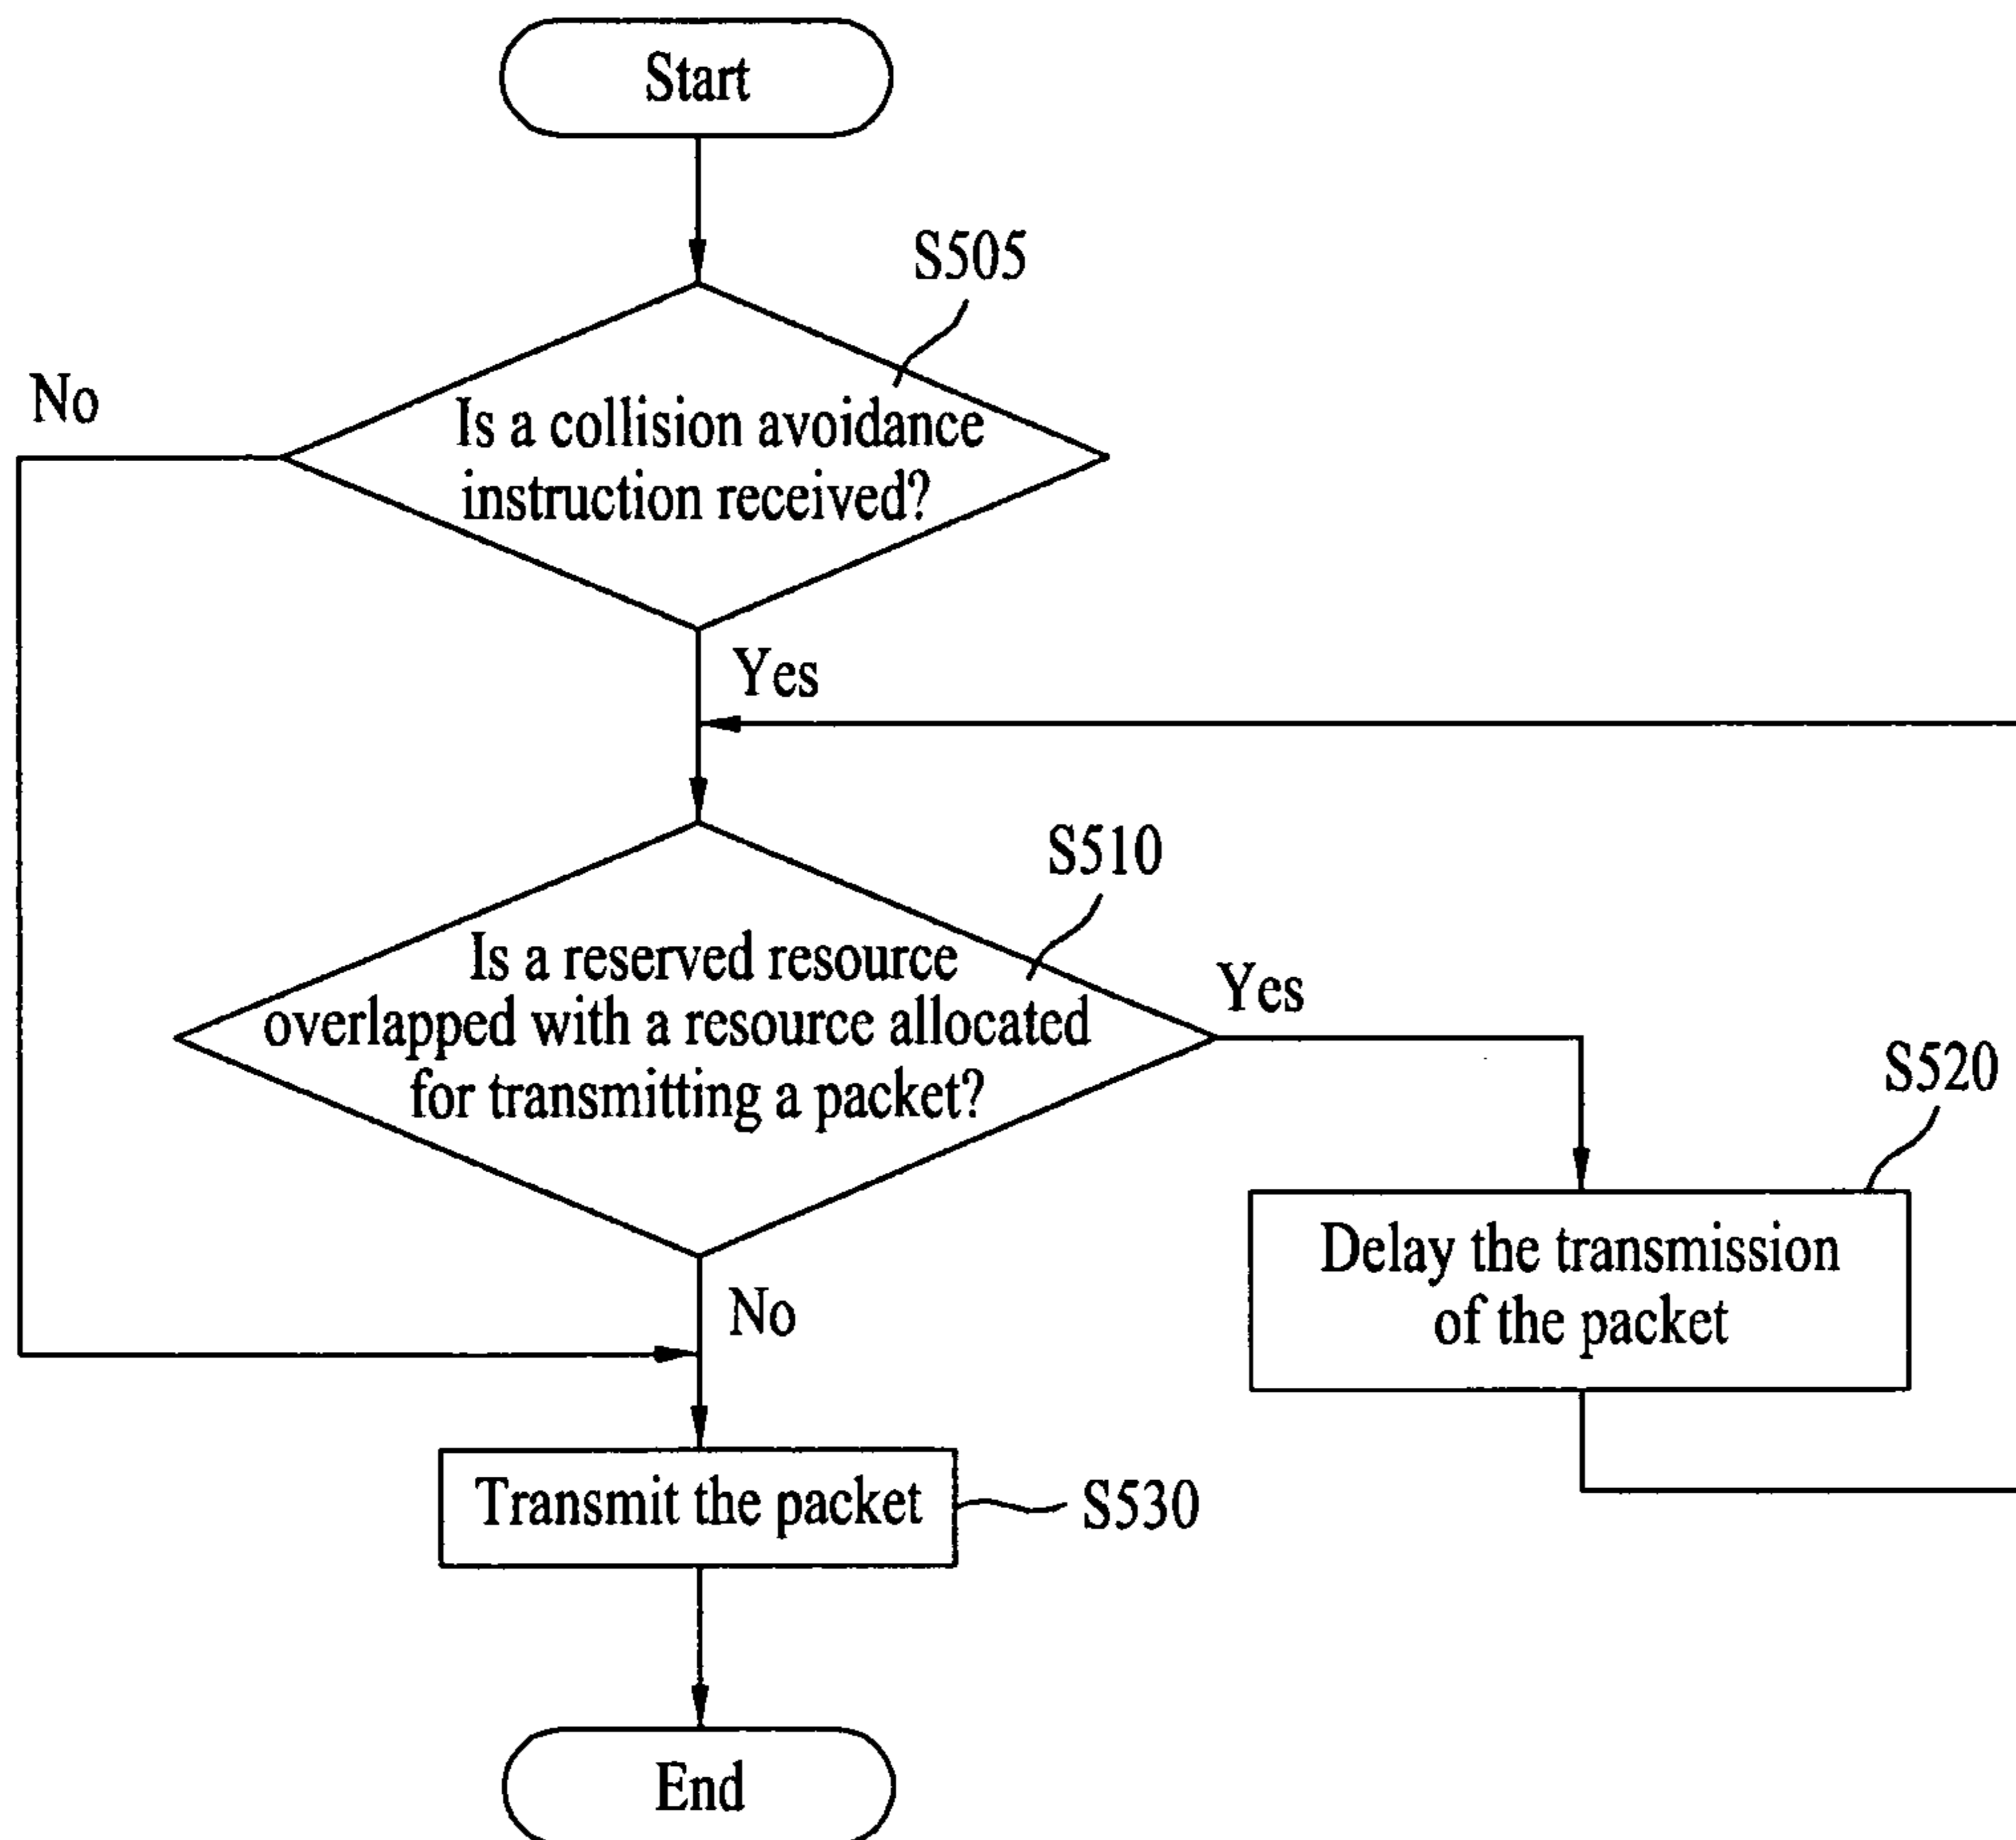 Start
S505
No
Is a collision avoidance
instruction received?
Yes
S510
Is a reserved resource
overlapped with a resource allocated
for transmitting a packet?
Yes
S520
Delay the transmission
of the packet
No
Transmit the packet
S530
End